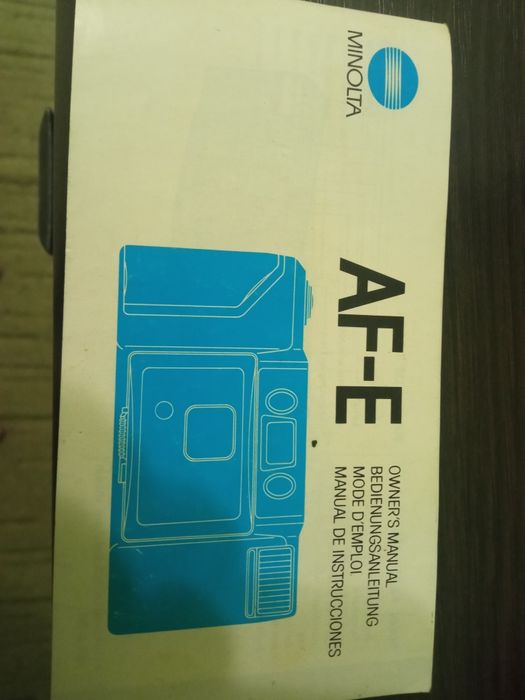 MINOLTA
AF-E
OWNER'S MANUAL
BEDIENUNGSANLEITUNG
MODE D'EMPLOI
MANUAL DE INSTRUCCIONES